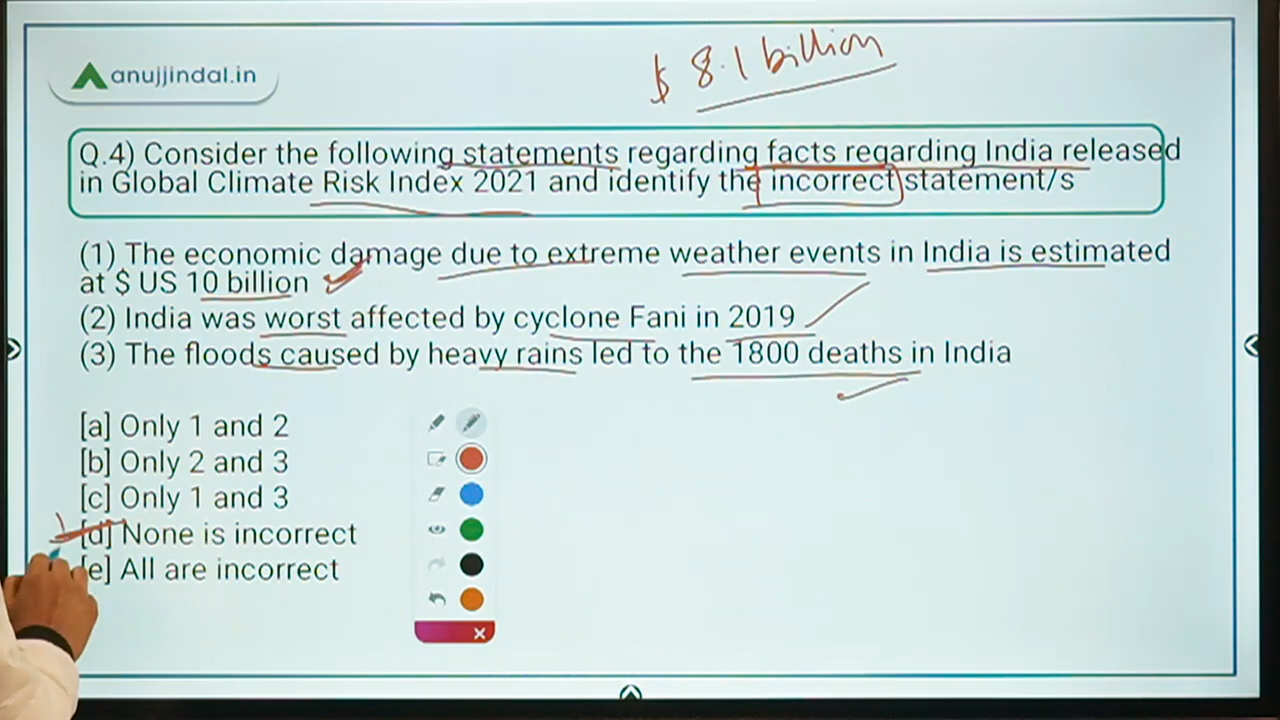 $ 8.1 billion
anujjindal.in
Q.4) Consider the following statements regarding facts regarding India released
in Global Climate Risk Index 2021 and identify the incorrect statement/s
(1) The economic damage due to extreme weather events in India is estimated
at $ US 10 billion
(2) India was worst affected by cyclone Fani in 2019
(3) The floods caused by heavy rains led to the 1800 deaths in India
[a] Only 1 and 2
[b] Only 2 and 3
[c] Only 1 and 3
[d] None is incorrect
[e] All are incorrect